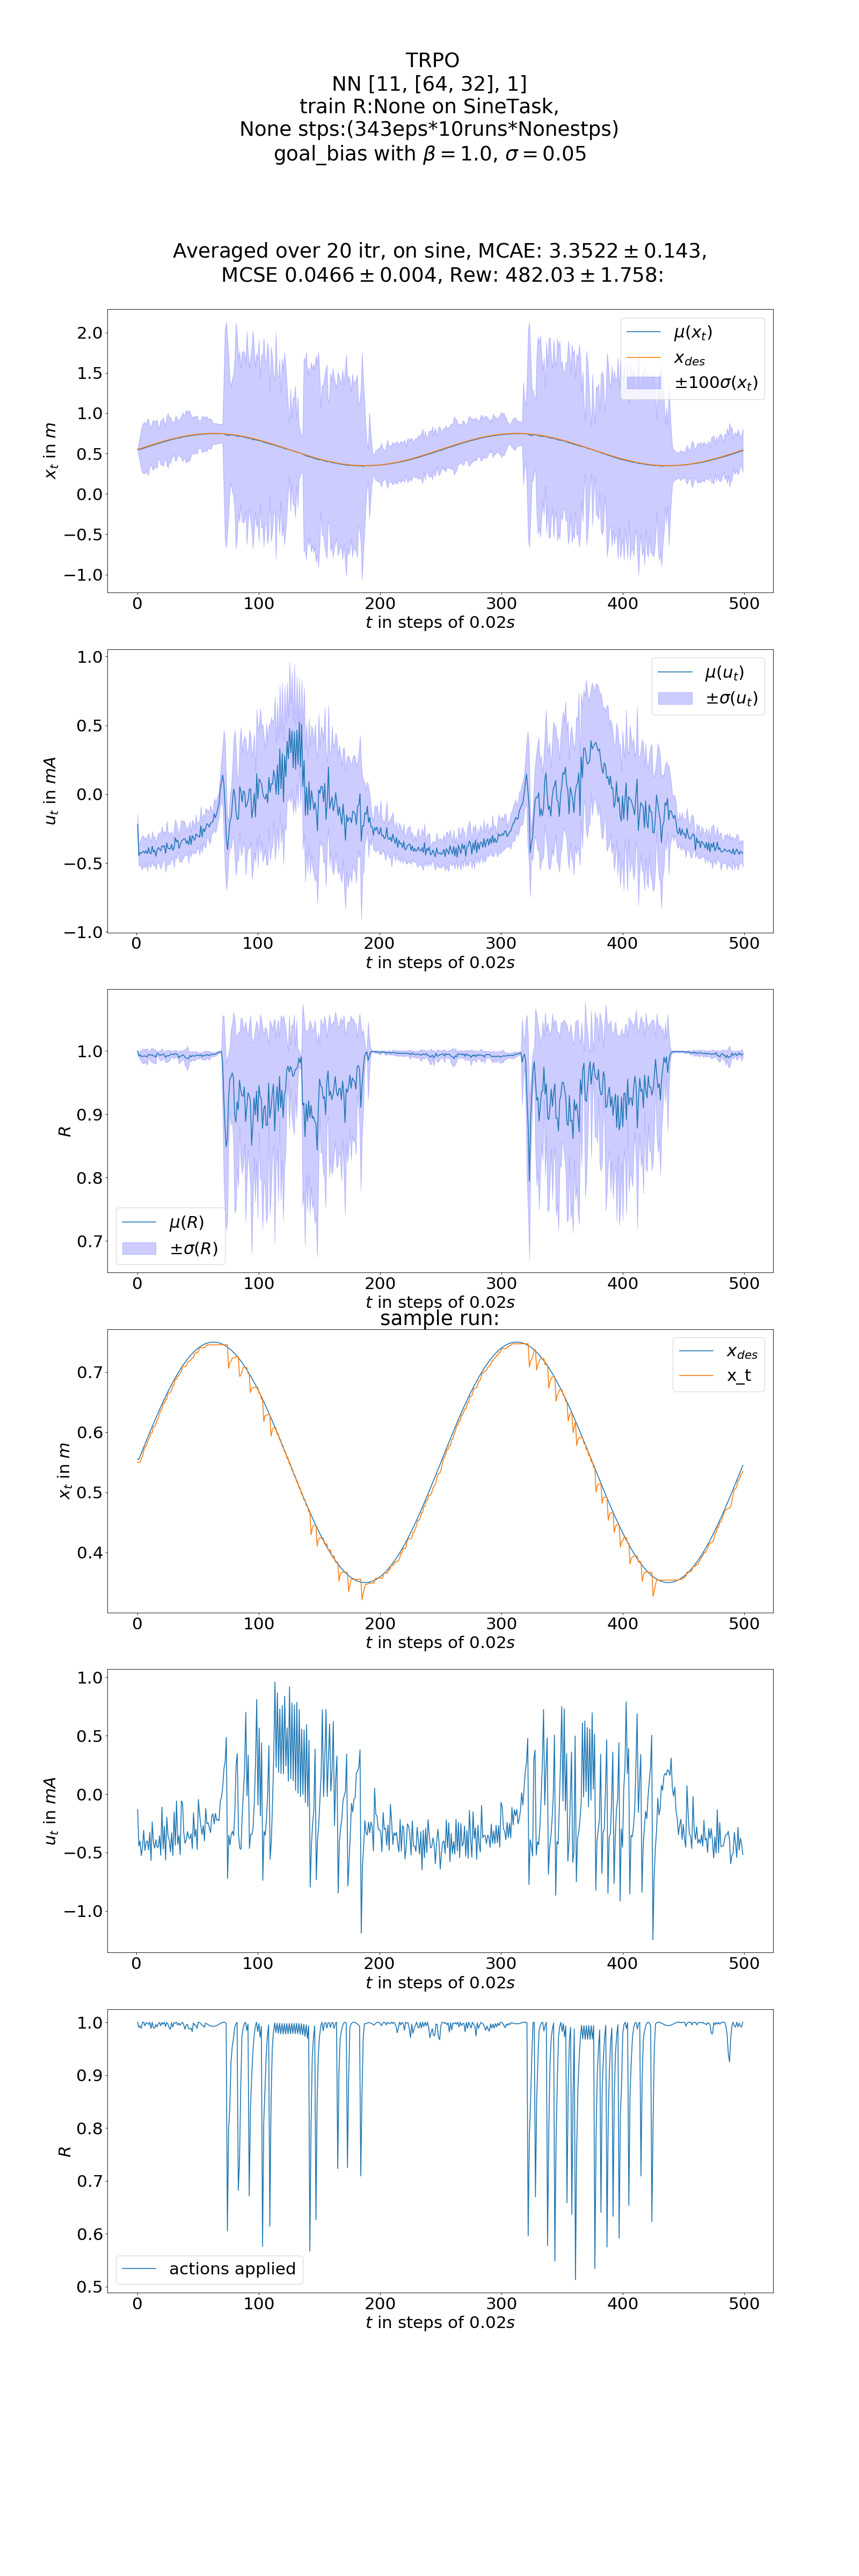 TRPO
NN [11, [64, 32], 1]
train R:None on SineTask,
None stps:(343eps*10runs*Nonestps)
goal_bias with β = 1.0, σ = 0.05
Averaged over 20 itr, on sine, MCAE: 3.3522 ± 0.143,
MCSE 0.0466 ± 0.004, Rew: 482.03 ± 1.758:
2.0
1.5
1.0
0.5
0.0
−0.5
−1.0
x_t in m
μ(x_t)
x_des
±100σ(x_t)
0 100 200 300 400 500
t in steps of 0.02s
1.0
0.5
0.0
−0.5
−1.0
u_t in mA
μ(u_t)
±σ(u_t)
0 100 200 300 400 500
t in steps of 0.02s
1.0
0.9
0.8
0.7
R
μ(R)
±σ(R)
0 100 200 300 400 500
t in steps of 0.02s
sample run:
0.7
0.6
0.5
0.4
x_t in m
x_des
x_t
0 100 200 300 400 500
t in steps of 0.02s
1.0
0.5
0.0
−0.5
−1.0
u_t in mA
0 100 200 300 400 500
t in steps of 0.02s
1.0
0.9
0.8
0.7
0.6
0.5
R
actions applied
0 100 200 300 400 500
t in steps of 0.02s